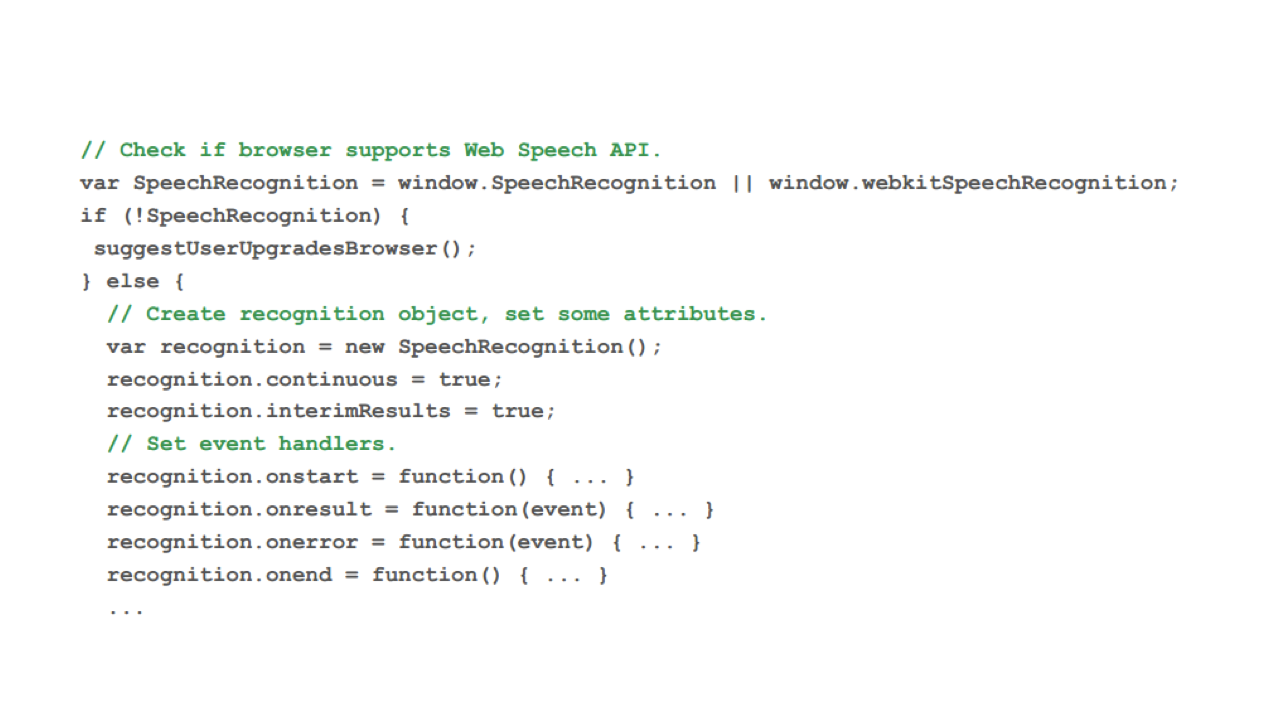 // Check if browser supports Web Speech API.
var SpeechRecognition = window.SpeechRecognition || window.webkitSpeechRecognition;
if (!SpeechRecognition) {
 suggestUserUpgradesBrowser();
} else {
  // Create recognition object, set some attributes.
  var recognition = new SpeechRecognition();
  recognition.continuous = true;
  recognition.interimResults = true;
  // Set event handlers.
  recognition.onstart = function() { ... }
  recognition.onresult = function(event) { ... }
  recognition.onerror = function(event) { ... }
  recognition.onend = function() { ... }
  ...